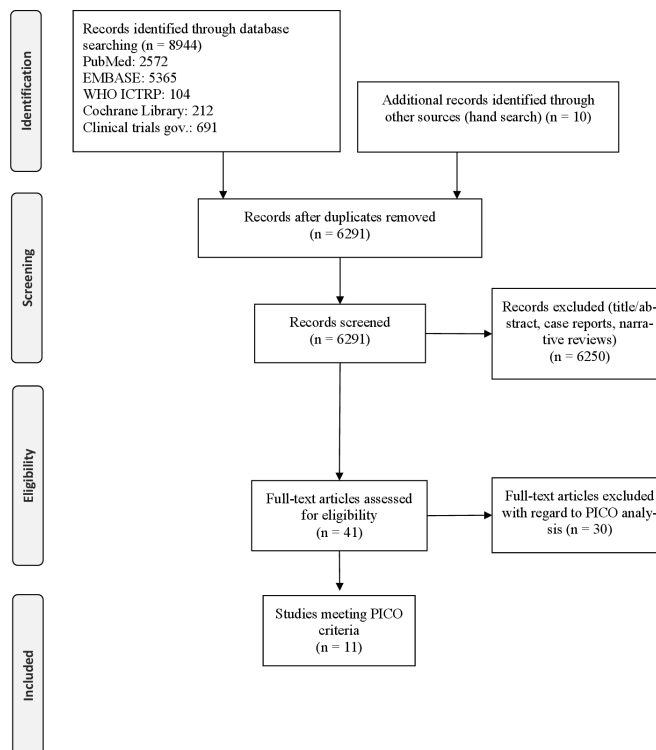 Identification
Records identified through database
searching (n = 8944)
PubMed: 2572
EMBASE: 5365
WHO ICTRP: 104
Cochrane Library: 212
Clinical trials gov.: 691
Additional records identified through
other sources (hand search) (n = 10)
Screening
Records after duplicates removed
(n = 6291)
Records screened
(n = 6291)
Records excluded (title/ab-
stract, case reports, narra-
tive reviews)
(n = 6250)
Eligibility
Full-text articles assessed
for eligibility
(n = 41)
Full-text articles excluded
with regard to PICO analy-
sis (n = 30)
Included
Studies meeting PICO
criteria
(n = 11)